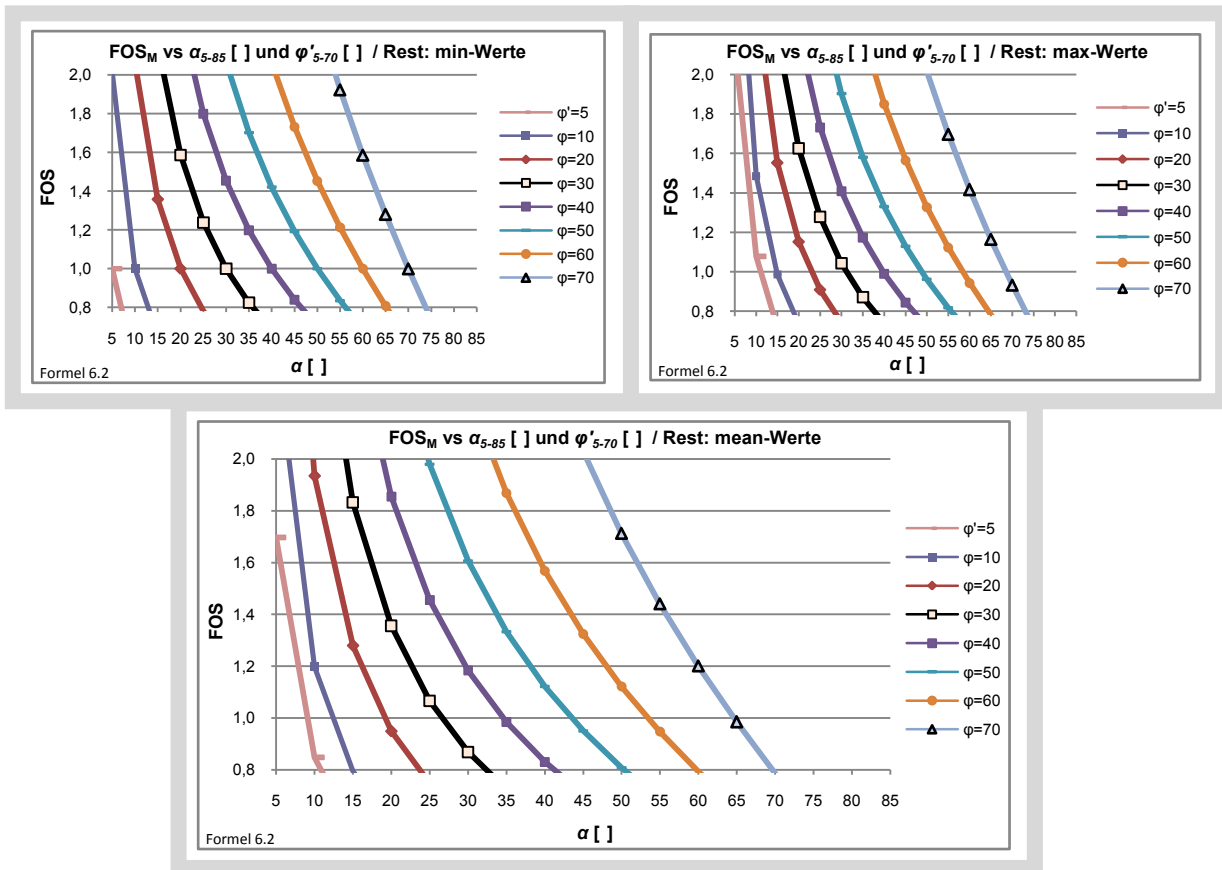 FOSM vs α5-85 [ ] und φ'5-70 [ ] / Rest: min-Werte
2,0
1,8
1,6
1,4
1,2
1,0
0,8
FOS
5 10 15 20 25 30 35 40 45 50 55 60 65 70 75 80 85
α [ ]
Formel 6.2
φ'=5
φ=10
φ=20
φ=30
φ=40
φ=50
φ=60
φ=70
FOSM vs α5-85 [ ] und φ'5-70 [ ] / Rest: max-Werte
2,0
1,8
1,6
1,4
1,2
1,0
0,8
FOS
5 10 15 20 25 30 35 40 45 50 55 60 65 70 75 80 85
α [ ]
Formel 6.2
φ'=5
φ=10
φ=20
φ=30
φ=40
φ=50
φ=60
φ=70
FOSM vs α5-85 [ ] und φ'5-70 [ ] / Rest: mean-Werte
2,0
1,8
1,6
1,4
1,2
1,0
0,8
FOS
5 10 15 20 25 30 35 40 45 50 55 60 65 70 75 80 85
α [ ]
Formel 6.2
φ'=5
φ=10
φ=20
φ=30
φ=40
φ=50
φ=60
φ=70